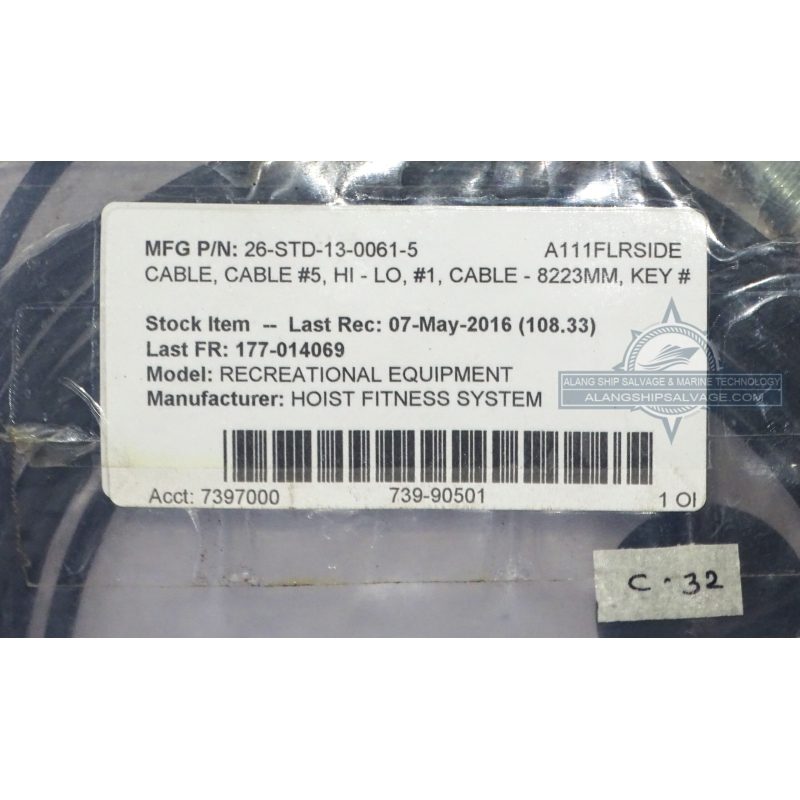 MFG P/N: 26-STD-13-0061-5 A111FLRSIDE
CABLE, CABLE #5, HI - LO, #1, CABLE - 8223MM, KEY #
Stock Item -- Last Rec: 07-May-2016 (108.33)
Last FR: 177-014069
Model: RECREATIONAL EQUIPMENT
Manufacturer: HOIST FITNESS SYSTEM
ALANG SHIP SALVAGE & MARINE TECHNOLOGY
ALANGSHIPSALVAGE.COM
Acct: 7397000 739-90501 1 OI
C-32